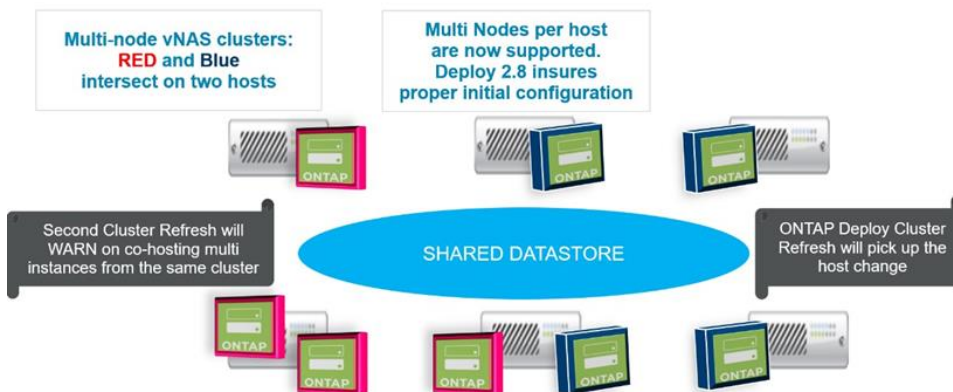 Multi-node vNAS clusters:
RED and Blue
intersect on two hosts
Multi Nodes per host
are now supported.
Deploy 2.8 insures
proper initial configuration
ONTAP
ONTAP
ONTAP
Second Cluster Refresh will
WARN on co-hosting multi
instances from the same cluster
SHARED DATASTORE
ONTAP Deploy Cluster
Refresh will pick up the
host change
ONTAP
ONTAP
ONTAP
ONTAP
ONTAP